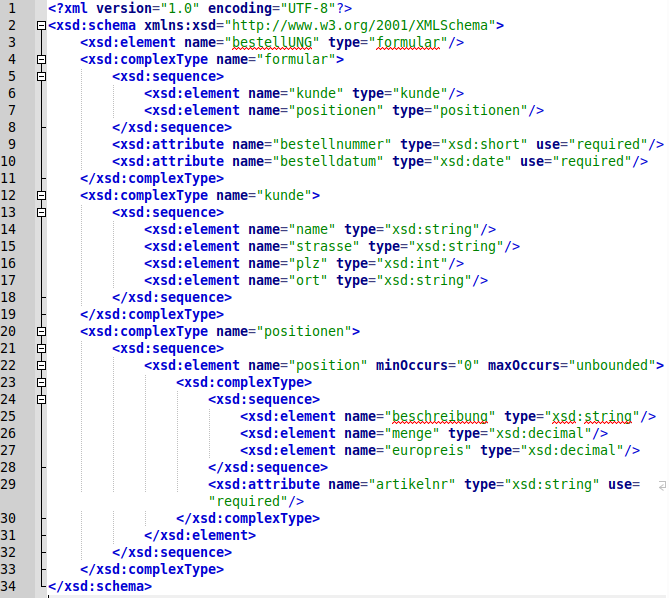 1 <?xml version="1.0" encoding="UTF-8"?>
2 <xsd:schema xmlns:xsd="http://www.w3.org/2001/XMLSchema">
3 <xsd:element name="bestellUNG" type="formular"/>
4 <xsd:complexType name="formular">
5 <xsd:sequence>
6 <xsd:element name="kunde" type="kunde"/>
7 <xsd:element name="positionen" type="positionen"/>
8 </xsd:sequence>
9 <xsd:attribute name="bestellnummer" type="xsd:short" use="required"/>
10 <xsd:attribute name="bestelldatum" type="xsd:date" use="required"/>
11 </xsd:complexType>
12 <xsd:complexType name="kunde">
13 <xsd:sequence>
14 <xsd:element name="name" type="xsd:string"/>
15 <xsd:element name="strasse" type="xsd:string"/>
16 <xsd:element name="plz" type="xsd:int"/>
17 <xsd:element name="ort" type="xsd:string"/>
18 </xsd:sequence>
19 </xsd:complexType>
20 <xsd:complexType name="positionen">
21 <xsd:sequence>
22 <xsd:element name="position" minOccurs="0" maxOccurs="unbounded">
23 <xsd:complexType>
24 <xsd:sequence>
25 <xsd:element name="beschreibung" type="xsd:string"/>
26 <xsd:element name="menge" type="xsd:decimal"/>
27 <xsd:element name="europreis" type="xsd:decimal"/>
28 </xsd:sequence>
29 <xsd:attribute name="artikelnr" type="xsd:string" use=
"required"/>
30 </xsd:complexType>
31 </xsd:element>
32 </xsd:sequence>
33 </xsd:complexType>
34 </xsd:schema>